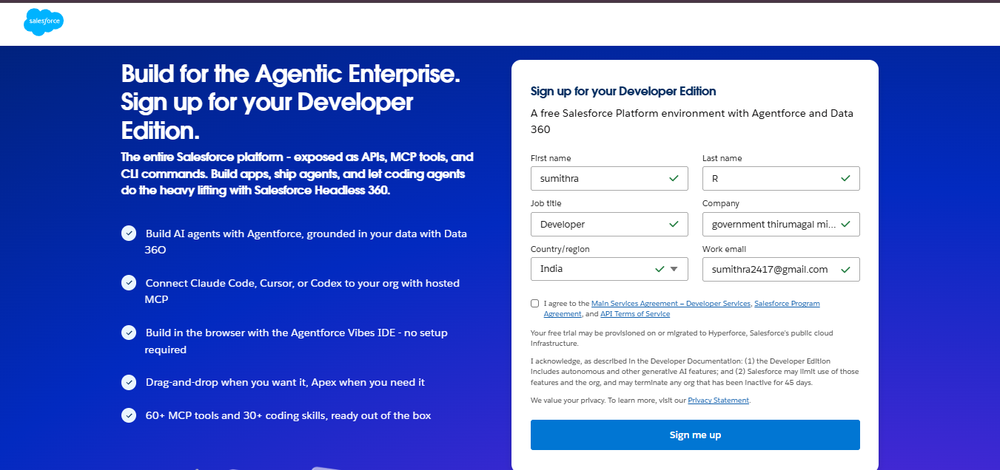 salesforce
Build for the Agentic Enterprise.
Sign up for your Developer
Edition.
The entire Salesforce platform - exposed as APIs, MCP tools, and
CLI commands. Build apps, ship agents, and let coding agents
do the heavy lifting with Salesforce Headless 360.
Build AI agents with Agentforce, grounded in your data with Data
360
Connect Claude Code, Cursor, or Codex to your org with hosted
MCP
Build in the browser with the Agentforce Vibes IDE - no setup
required
Drag-and-drop when you want it, Apex when you need it
60+ MCP tools and 30+ coding skills, ready out of the box
Sign up for your Developer Edition
A free Salesforce Platform environment with Agentforce and Data
360
First name
Last name
sumithra
R
Job title
Company
Developer
government thirumagal mi...
Country/region
Work email
India
sumithra2417@gmail.com
I agree to the Main Services Agreement – Developer Services, Salesforce Program
Agreement, and API Terms of Service
Your free trial may be provisioned on or migrated to Hyperforce, Salesforce's public cloud
infrastructure.
I acknowledge, as described in the Developer Documentation: (1) the Developer Edition
includes autonomous and other generative AI features; and (2) Salesforce may limit use of those
features and the org, and may terminate any org that has been inactive for 45 days.
We value your privacy. To learn more, visit our Privacy Statement.
Sign me up